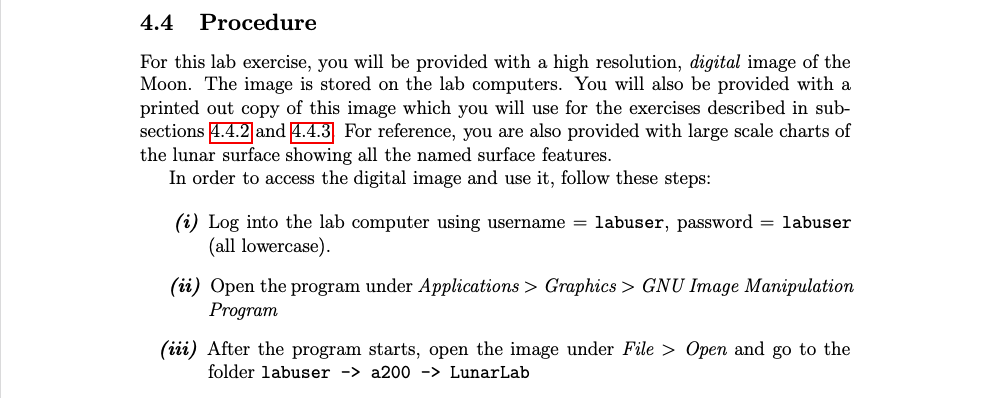 4.4 Procedure
For this lab exercise, you will be provided with a high resolution, digital image of the
Moon. The image is stored on the lab computers. You will also be provided with a
printed out copy of this image which you will use for the exercises described in sub-
sections 4.4.2 and 4.4.3. For reference, you are also provided with large scale charts of
the lunar surface showing all the named surface features.
In order to access the digital image and use it, follow these steps:
(i) Log into the lab computer using username = labuser, password = labuser
(all lowercase).
(ii) Open the program under Applications > Graphics > GNU Image Manipulation
Program
(iii) After the program starts, open the image under File > Open and go to the
folder labuser -> a200 -> LunarLab